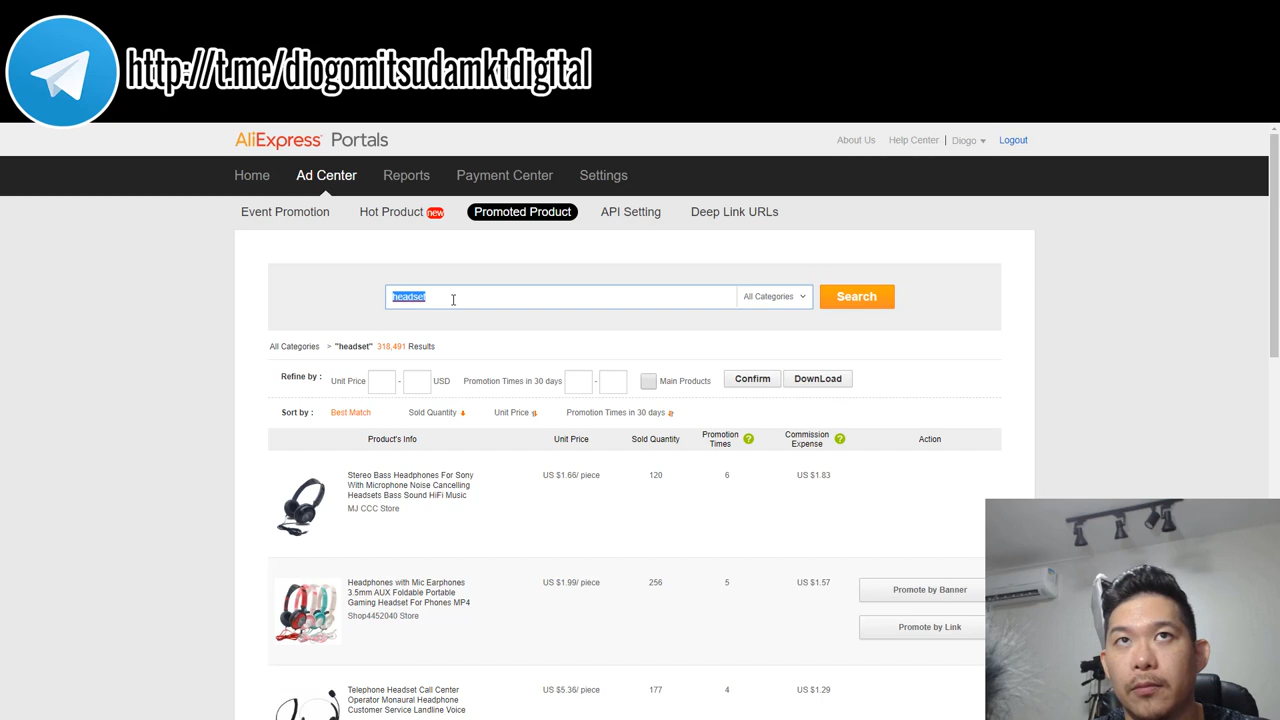 http://t.me/diogomitsudamktdigital
AliExpress Portals
About Us Help Center | Diogo Logout
Home Ad Center Reports Payment Center Settings
Event Promotion Hot Product new Promoted Product API Setting Deep Link URLs
headset All Categories Search
All Categories > "headset" 318,491 Results
Refine by : Unit Price - USD Promotion Times in 30 days - Main Products Confirm DownLoad
Sort by : Best Match Sold Quantity Unit Price Promotion Times in 30 days
Product's Info Unit Price Sold Quantity Promotion Times ? Commission Expense ? Action
Stereo Bass Headphones For Sony US $1.66/ piece 120 6 US $1.83
With Microphone Noise Cancelling
Headsets Bass Sound HiFi Music
MJ CCC Store
Headphones with Mic Earphones US $1.99/ piece 256 5 US $1.57 Promote by Banner
3.5mm AUX Foldable Portable
Gaming Headset For Phones MP4
Shop4452040 Store Promote by Link
Telephone Headset Call Center US $5.36/ piece 177 4 US $1.29
Operator Monaural Headphone
Customer Service Landline Voice